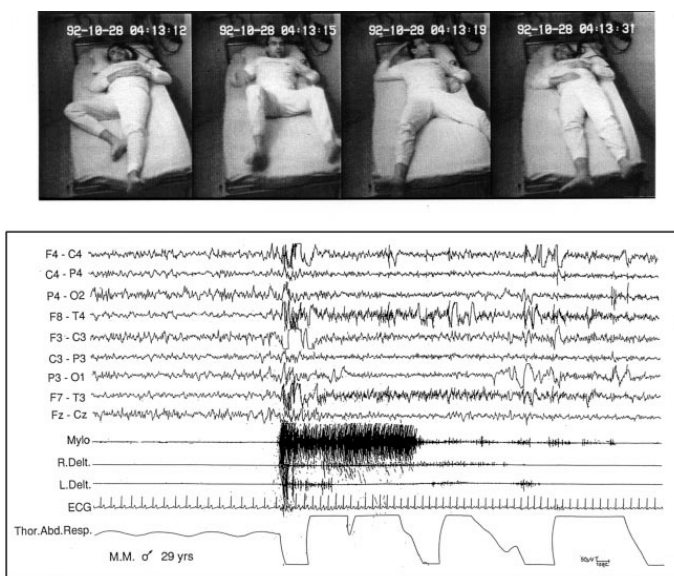 92-10-28 04:13:12
92-10-28 04:13:15
92-10-28 04:13:19
92-10-28 04:13:31
F4 - C4
C4 - P4
P4 - O2
F8 - T4
F3 - C3
C3 - P3
P3 - O1
F7 - T3
Fz - Cz
Mylo
R.Delt.
L.Delt.
ECG
Thor.Abd.Resp.
M.M. ♂ 29 yrs